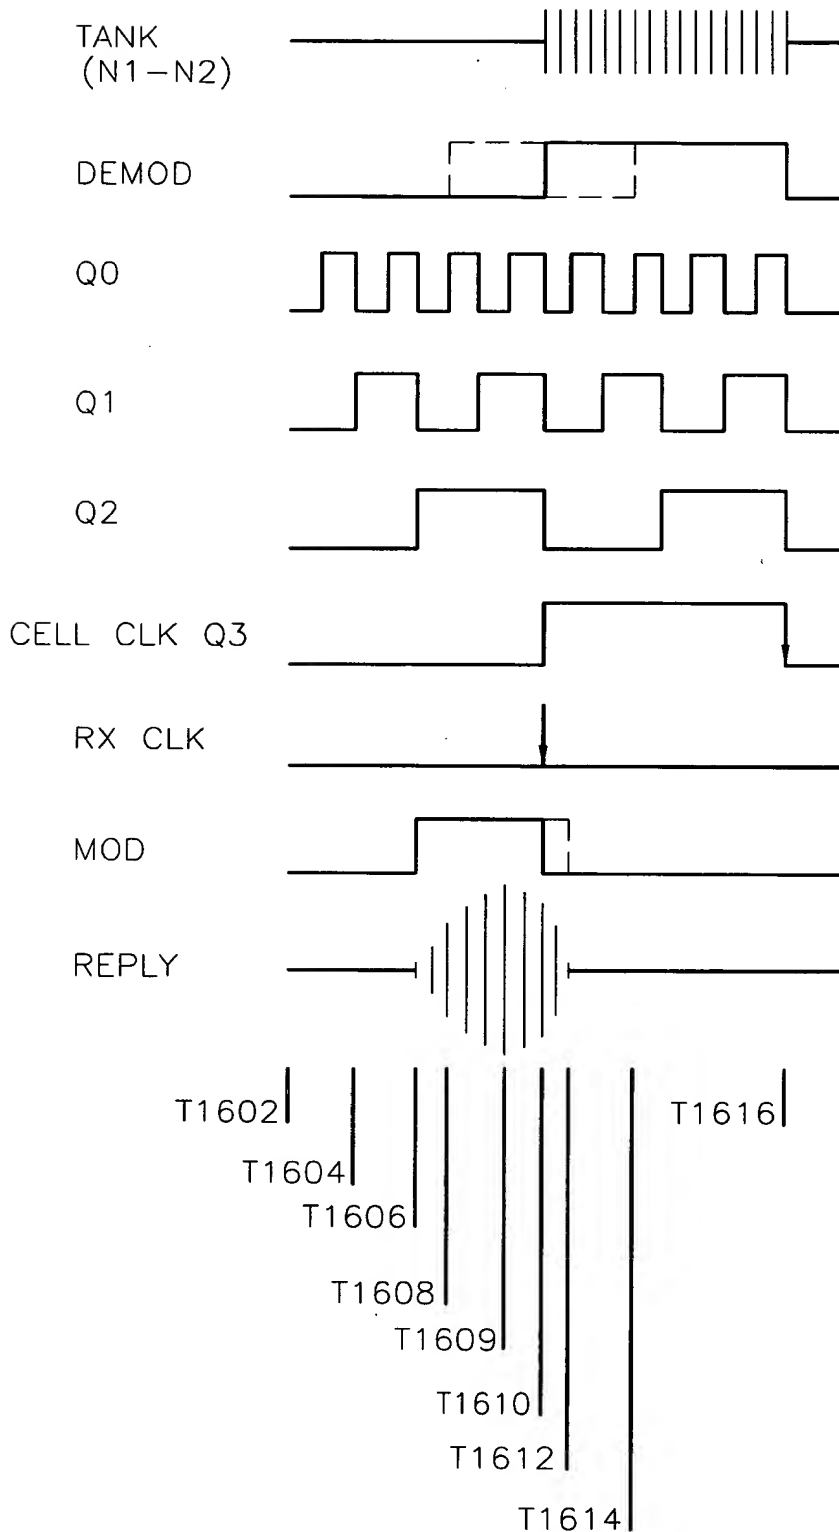 TANK
(N1-N2)
DEMOD
Q0
Q1
Q2
CELL CLK Q3
RX CLK
MOD
REPLY
T1602
T1616
T1604
T1606
T1608
T1609
T1610
T1612
T1614